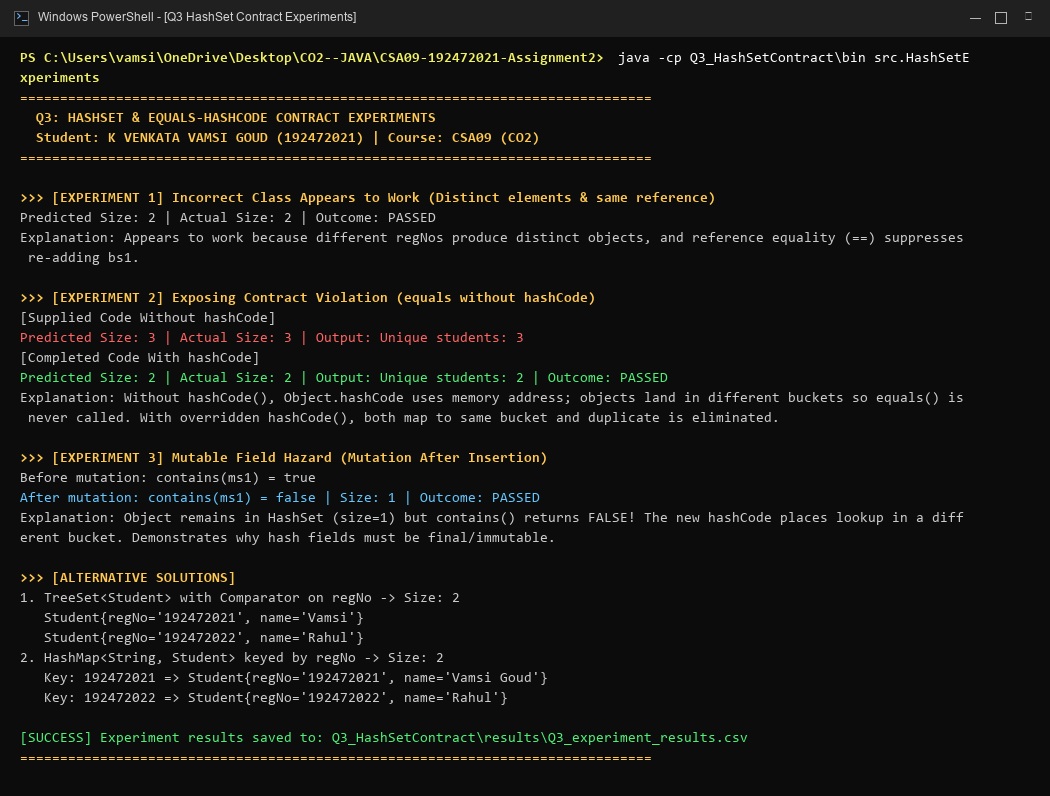 Windows PowerShell - [Q3 HashSet Contract Experiments]
PS C:\Users\vamsi\OneDrive\Desktop\CO2--JAVA\CSA09-192472021-Assignment2> java -cp Q3_HashSetContract\bin src.HashSetE
xperiments
===============================================================================
Q3: HASHSET & EQUALS-HASHCODE CONTRACT EXPERIMENTS
Student: K VENKATA VAMSI GOUD (192472021) | Course: CSA09 (CO2)
===============================================================================
>>> [EXPERIMENT 1] Incorrect Class Appears to Work (Distinct elements & same reference)
Predicted Size: 2 | Actual Size: 2 | Outcome: PASSED
Explanation: Appears to work because different regNos produce distinct objects, and reference equality (==) suppresses
re-adding bs1.
>>> [EXPERIMENT 2] Exposing Contract Violation (equals without hashCode)
[Supplied Code Without hashCode]
Predicted Size: 3 | Actual Size: 3 | Output: Unique students: 3
[Completed Code With hashCode]
Predicted Size: 2 | Actual Size: 2 | Output: Unique students: 2 | Outcome: PASSED
Explanation: Without hashCode(), Object.hashCode uses memory address; objects land in different buckets so equals() is
never called. With overridden hashCode(), both map to same bucket and duplicate is eliminated.
>>> [EXPERIMENT 3] Mutable Field Hazard (Mutation After Insertion)
Before mutation: contains(ms1) = true
After mutation: contains(ms1) = false | Size: 1 | Outcome: PASSED
Explanation: Object remains in HashSet (size=1) but contains() returns FALSE! The new hashCode places lookup in a diff
erent bucket. Demonstrates why hash fields must be final/immutable.
>>> [ALTERNATIVE SOLUTIONS]
1. TreeSet<Student> with Comparator on regNo -> Size: 2
Student{regNo='192472021', name='Vamsi'}
Student{regNo='192472022', name='Rahul'}
2. HashMap<String, Student> keyed by regNo -> Size: 2
Key: 192472021 => Student{regNo='192472021', name='Vamsi Goud'}
Key: 192472022 => Student{regNo='192472022', name='Rahul'}
[SUCCESS] Experiment results saved to: Q3_HashSetContract\results\Q3_experiment_results.csv
===============================================================================